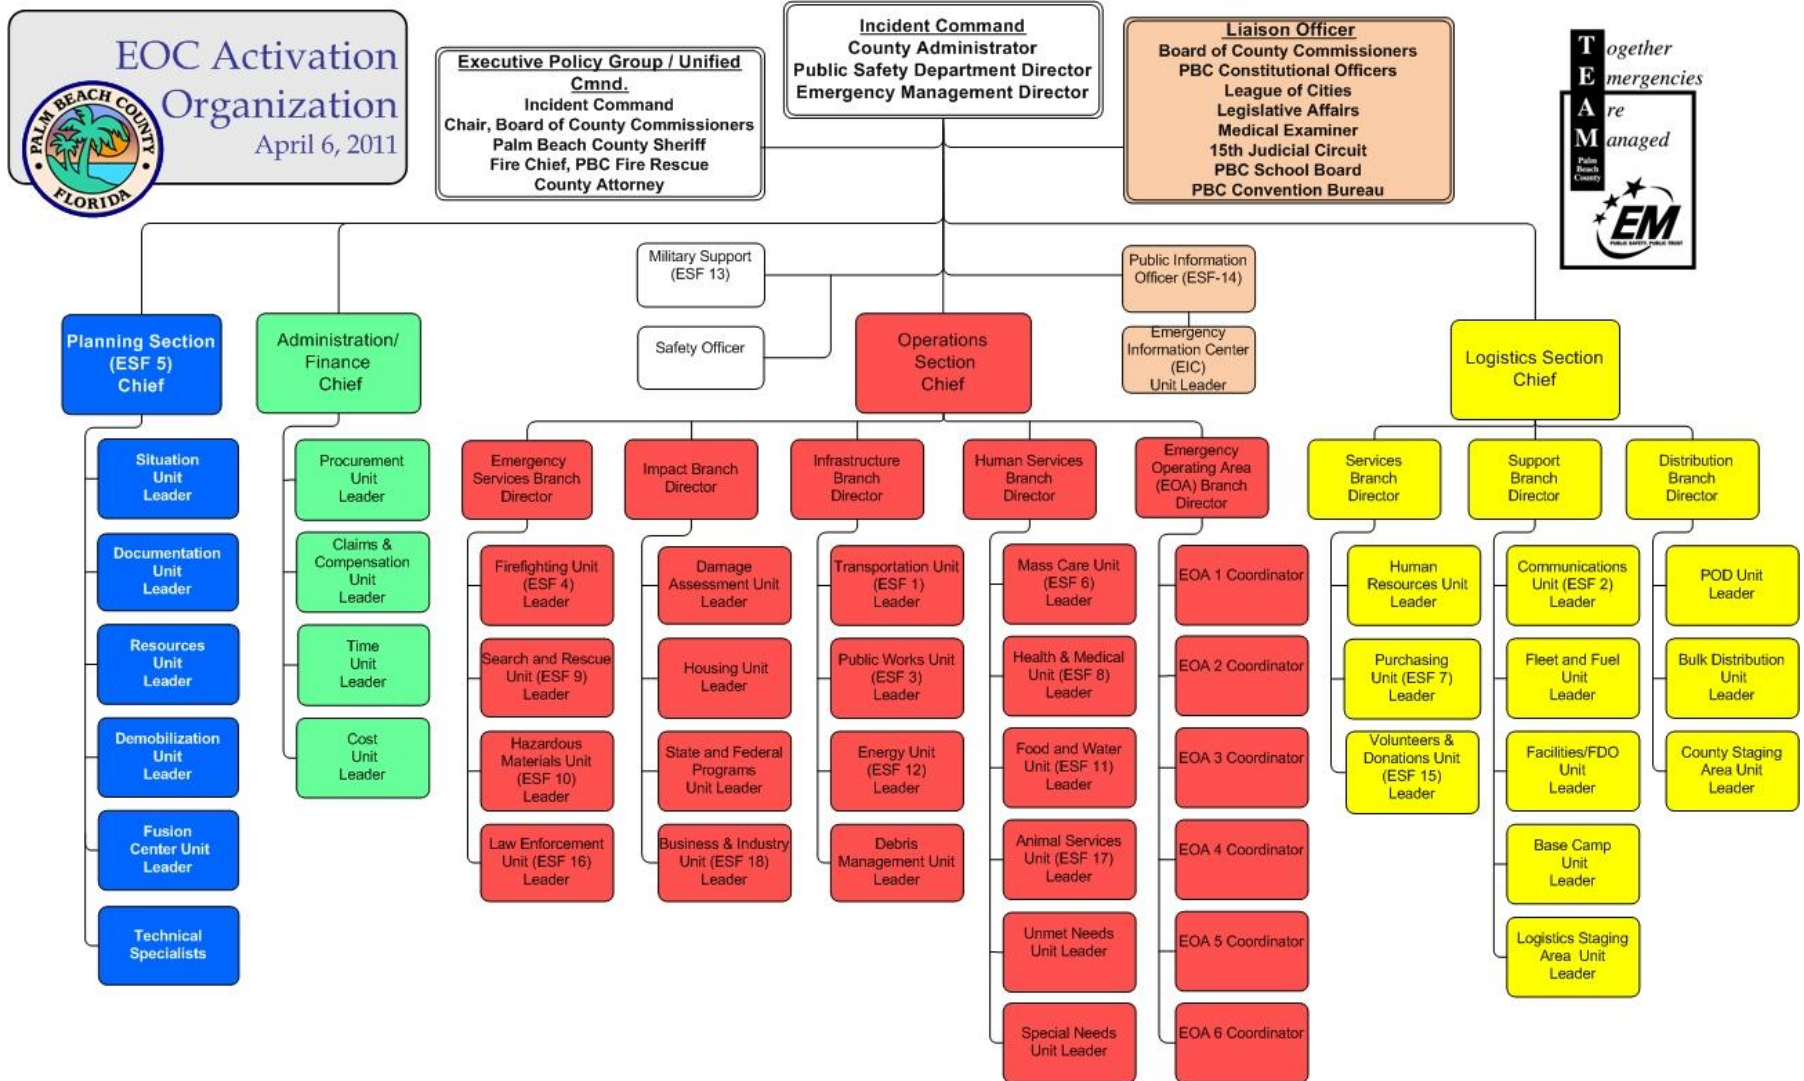 EOC Activation
Organization
April 6, 2011
PALM BEACH COUNTY
FLORIDA
Executive Policy Group / Unified
Cmnd.
Incident Command
Chair, Board of County Commissioners
Palm Beach County Sheriff
Fire Chief, PBC Fire Rescue
County Attorney
Incident Command
County Administrator
Public Safety Department Director
Emergency Management Director
Liaison Officer
Board of County Commissioners
PBC Constitutional Officers
League of Cities
Legislative Affairs
Medical Examiner
15th Judicial Circuit
PBC School Board
PBC Convention Bureau
Together
Emergencies
Are
Managed
Palm
Beach
County
EM
PUBLIC SAFETY, PUBLIC TRUST
Military Support
(ESF 13)
Safety Officer
Public Information
Officer (ESF-14)
Emergency
Information Center
(EIC)
Unit Leader
Planning Section
(ESF 5)
Chief
Administration/
Finance
Chief
Operations
Section
Chief
Logistics Section
Chief
Situation
Unit
Leader
Documentation
Unit
Leader
Resources
Unit
Leader
Demobilization
Unit
Leader
Fusion
Center Unit
Leader
Technical
Specialists
Procurement
Unit
Leader
Claims &
Compensation
Unit
Leader
Time
Unit
Leader
Cost
Unit
Leader
Emergency
Services Branch
Director
Firefighting Unit
(ESF 4)
Leader
Search and Rescue
Unit (ESF 9)
Leader
Hazardous
Materials Unit
(ESF 10)
Leader
Law Enforcement
Unit (ESF 16)
Leader
Impact Branch
Director
Damage
Assessment Unit
Leader
Housing Unit
Leader
State and Federal
Programs
Unit Leader
Business & Industry
Unit (ESF 18)
Leader
Infrastructure
Branch
Director
Transportation Unit
(ESF 1)
Leader
Public Works Unit
(ESF 3)
Leader
Energy Unit
(ESF 12)
Leader
Debris
Management Unit
Leader
Human Services
Branch
Director
Mass Care Unit
(ESF 6)
Leader
Health & Medical
Unit (ESF 8)
Leader
Food and Water
Unit (ESF 11)
Leader
Animal Services
Unit (ESF 17)
Leader
Unmet Needs
Unit Leader
Special Needs
Unit Leader
Emergency
Operating Area
(EOA) Branch
Director
EOA 1 Coordinator
EOA 2 Coordinator
EOA 3 Coordinator
EOA 4 Coordinator
EOA 5 Coordinator
EOA 6 Coordinator
Services
Branch
Director
Human
Resources Unit
Leader
Purchasing
Unit (ESF 7)
Leader
Volunteers &
Donations Unit
(ESF 15)
Leader
Support
Branch
Director
Communications
Unit (ESF 2)
Leader
Fleet and Fuel
Unit
Leader
Facilities/FDO
Unit
Leader
Base Camp
Unit
Leader
Logistics Staging
Area Unit
Leader
Distribution
Branch
Director
POD Unit
Leader
Bulk Distribution
Unit
Leader
County Staging
Area Unit
Leader